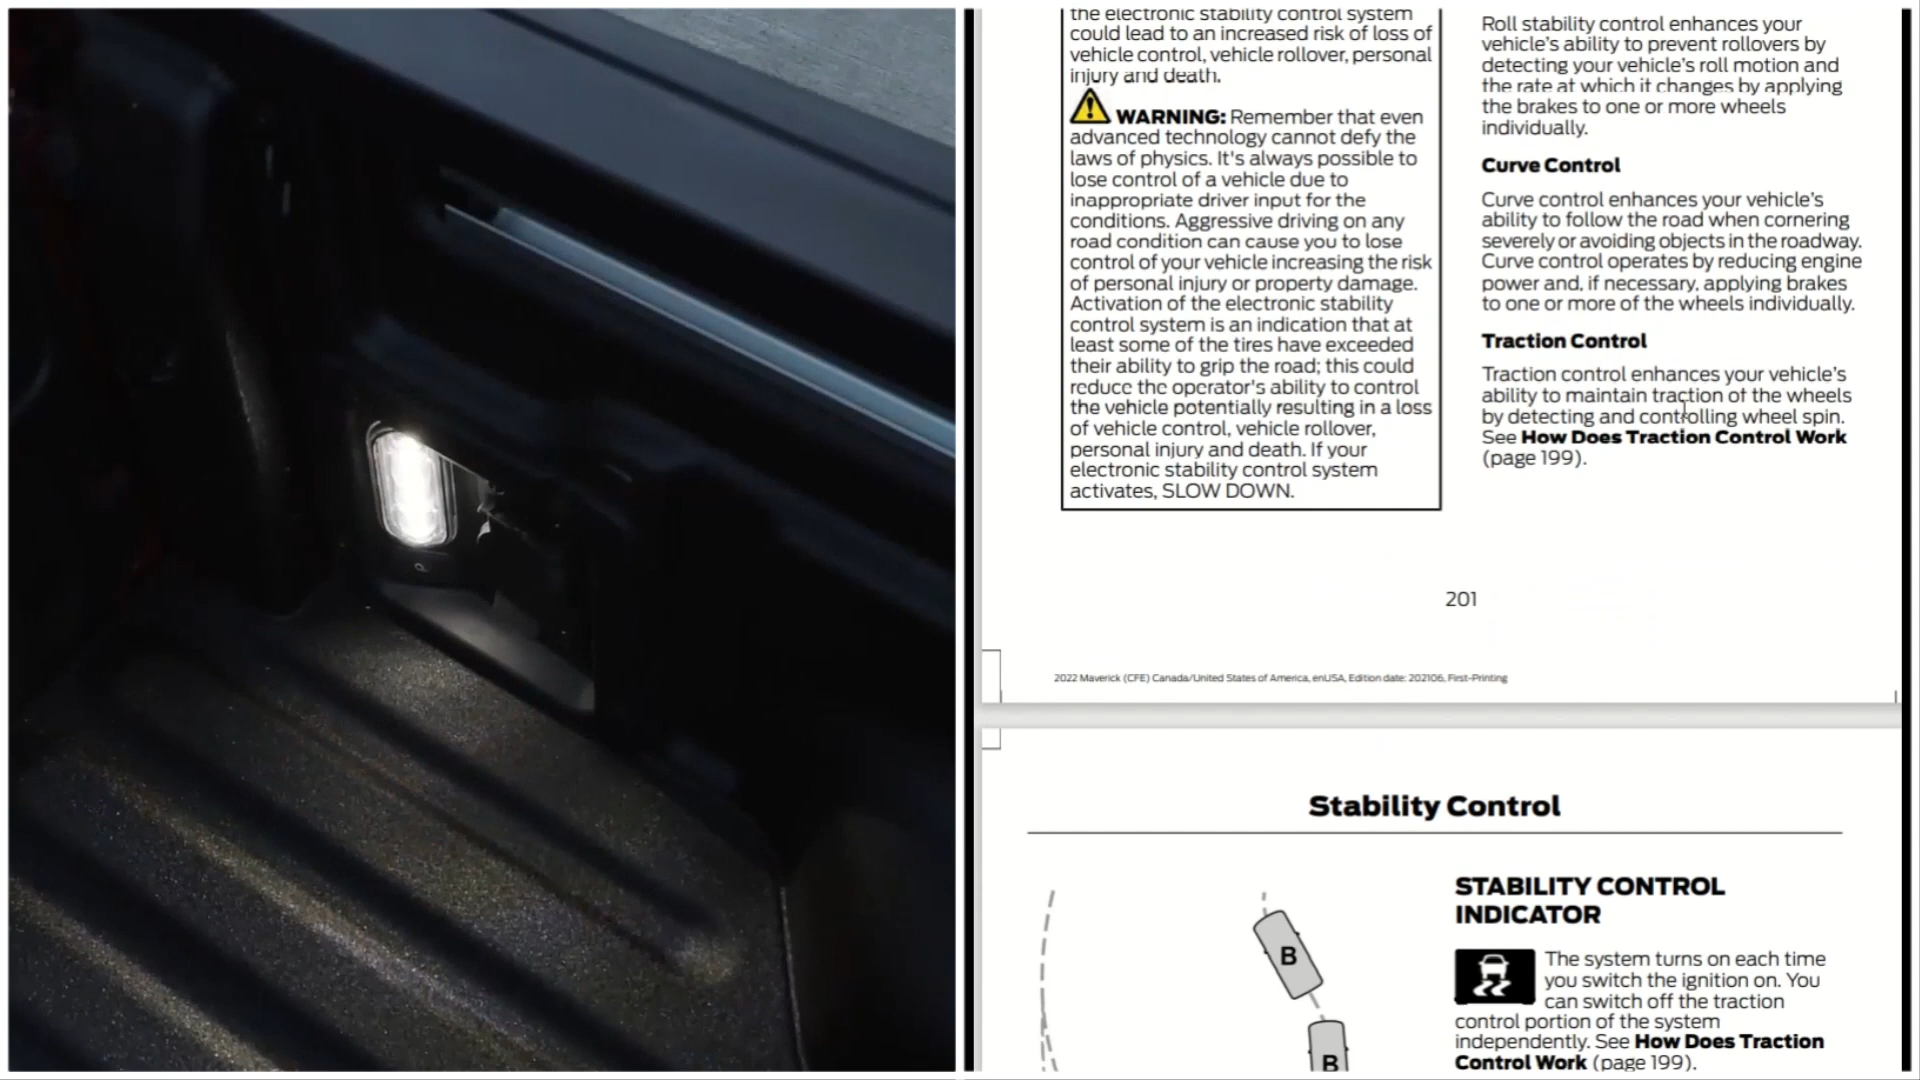 the electronic stability control system
could lead to an increased risk of loss of
vehicle control, vehicle rollover, personal
injury and death.
WARNING: Remember that even
advanced technology cannot defy the
laws of physics. It's always possible to
lose control of a vehicle due to
inappropriate driver input for the
conditions. Aggressive driving on any
road condition can cause you to lose
control of your vehicle increasing the risk
of personal injury or property damage.
Activation of the electronic stability
control system is an indication that at
least some of the tires have exceeded
their ability to grip the road; this could
reduce the operator's ability to control
the vehicle potentially resulting in a loss
of vehicle control, vehicle rollover,
personal injury and death. If your
electronic stability control system
activates, SLOW DOWN.
Roll stability control enhances your
vehicle's ability to prevent rollovers by
detecting your vehicle's roll motion and
the rate at which it changes by applying
the brakes to one or more wheels
individually.
Curve Control
Curve control enhances your vehicle's
ability to follow the road when cornering
severely or avoiding objects in the roadway.
Curve control operates by reducing engine
power and, if necessary, applying brakes
to one or more of the wheels individually.
Traction Control
Traction control enhances your vehicle's
ability to maintain traction of the wheels
by detecting and controlling wheel spin.
See How Does Traction Control Work
(page 199).
201
2022 Maverick (CFE) Canada/United States of America, enUSA, Edition date: 202106, First-Printing
Stability Control
B
B
STABILITY CONTROL
INDICATOR
The system turns on each time
you switch the ignition on. You
can switch off the traction
control portion of the system
independently. See How Does Traction
Control Work (page 199).